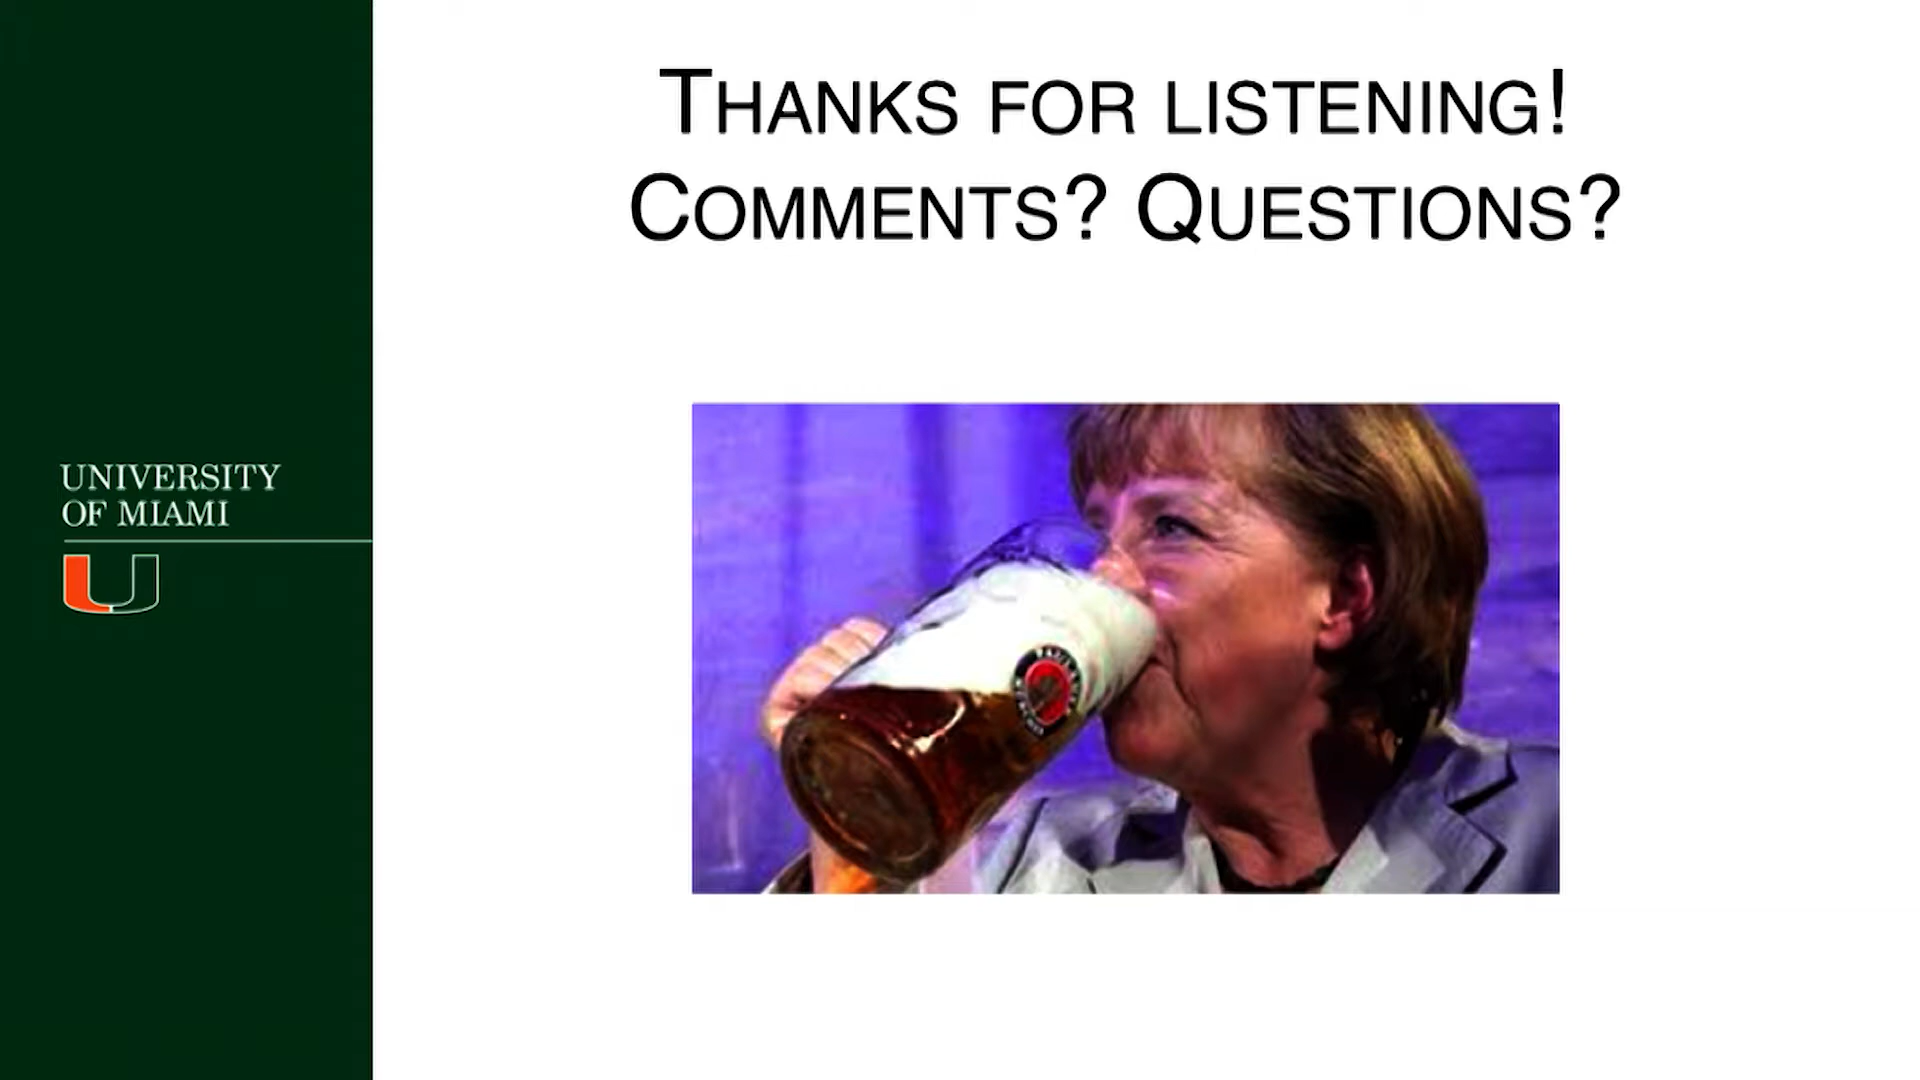 THANKS FOR LISTENING!
COMMENTS? QUESTIONS?
UNIVERSITY
OF MIAMI